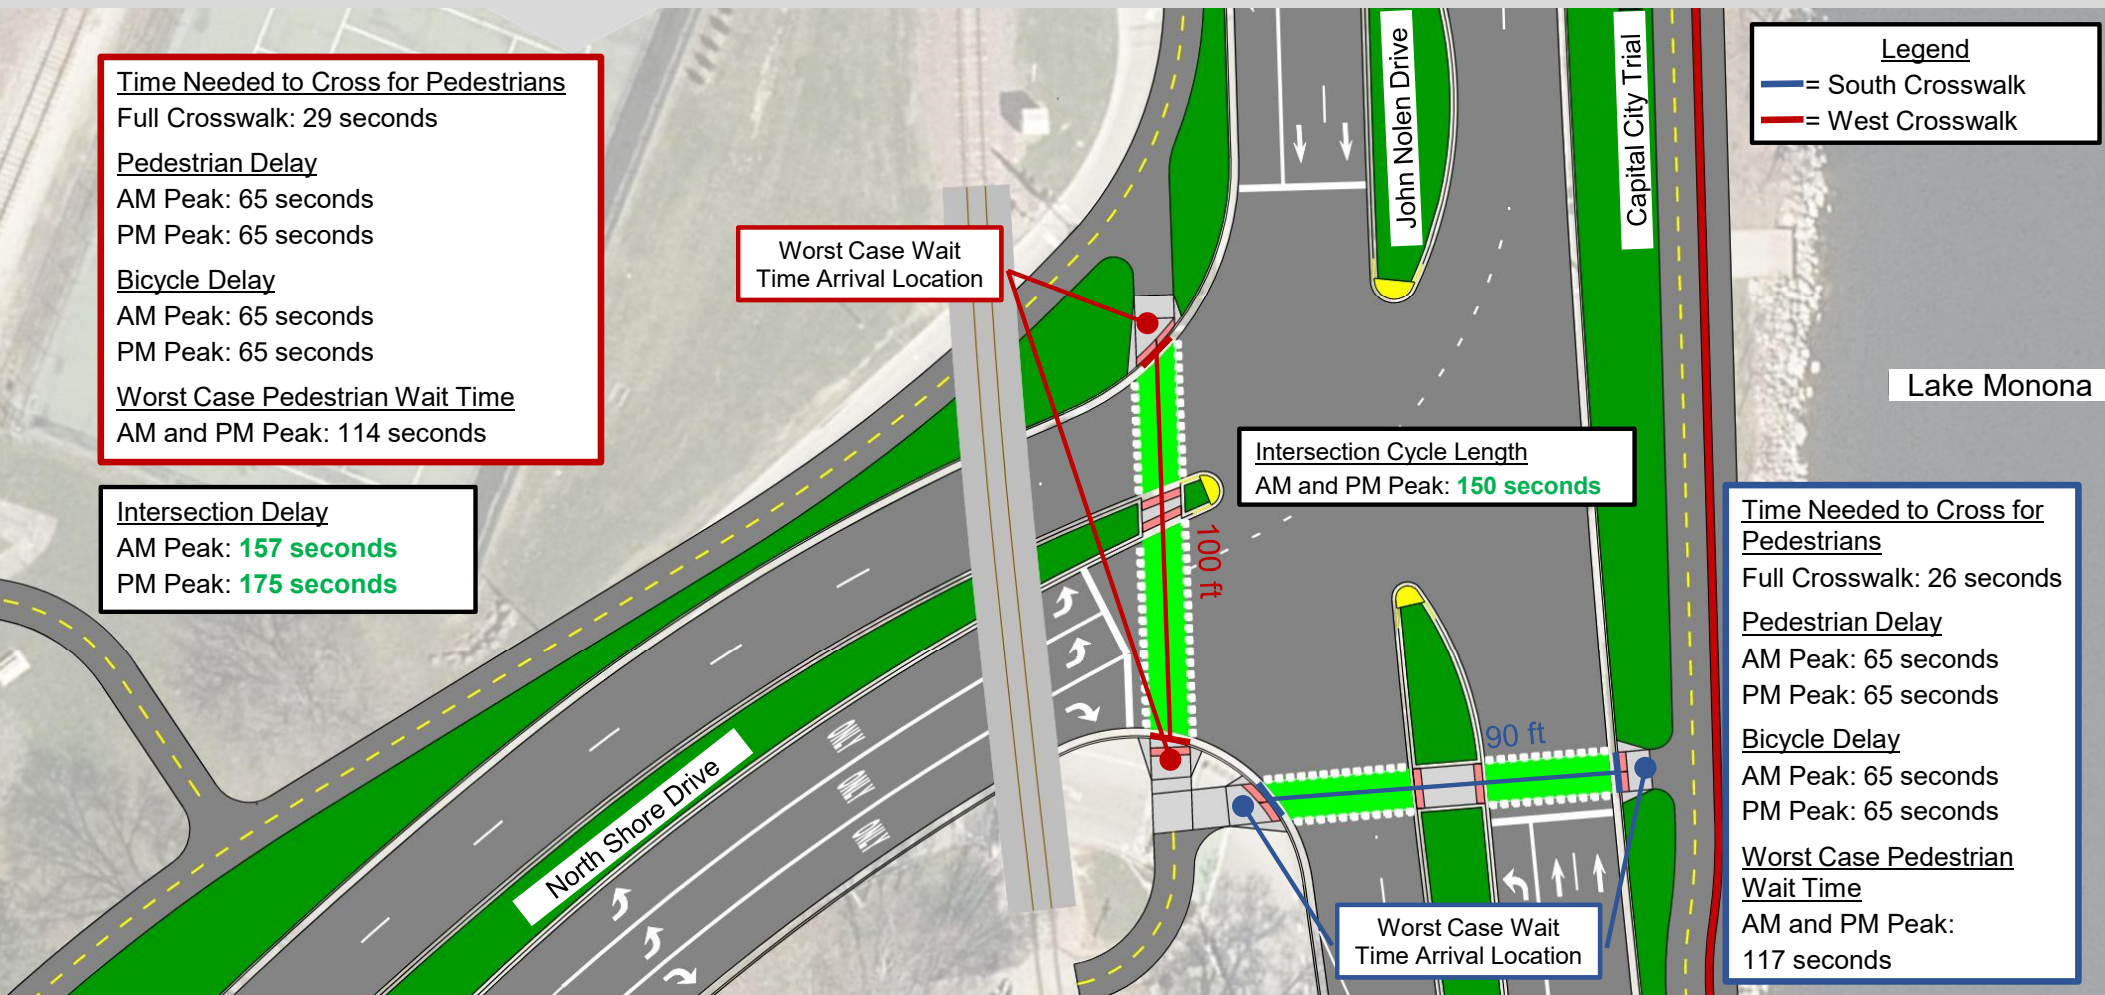 Time Needed to Cross for Pedestrians
Full Crosswalk: 29 seconds
Pedestrian Delay
AM Peak: 65 seconds
PM Peak: 65 seconds
Bicycle Delay
AM Peak: 65 seconds
PM Peak: 65 seconds
Worst Case Pedestrian Wait Time
AM and PM Peak: 114 seconds
Intersection Delay
AM Peak: 157 seconds
PM Peak: 175 seconds
Worst Case Wait
Time Arrival Location
John Nolen Drive
Capital City Trial
Legend
= South Crosswalk
= West Crosswalk
Lake Monona
Intersection Cycle Length
AM and PM Peak: 150 seconds
100 ft
90 ft
North Shore Drive
ONLY
ONLY
ONLY
Worst Case Wait
Time Arrival Location
Time Needed to Cross for
Pedestrians
Full Crosswalk: 26 seconds
Pedestrian Delay
AM Peak: 65 seconds
PM Peak: 65 seconds
Bicycle Delay
AM Peak: 65 seconds
PM Peak: 65 seconds
Worst Case Pedestrian
Wait Time
AM and PM Peak:
117 seconds